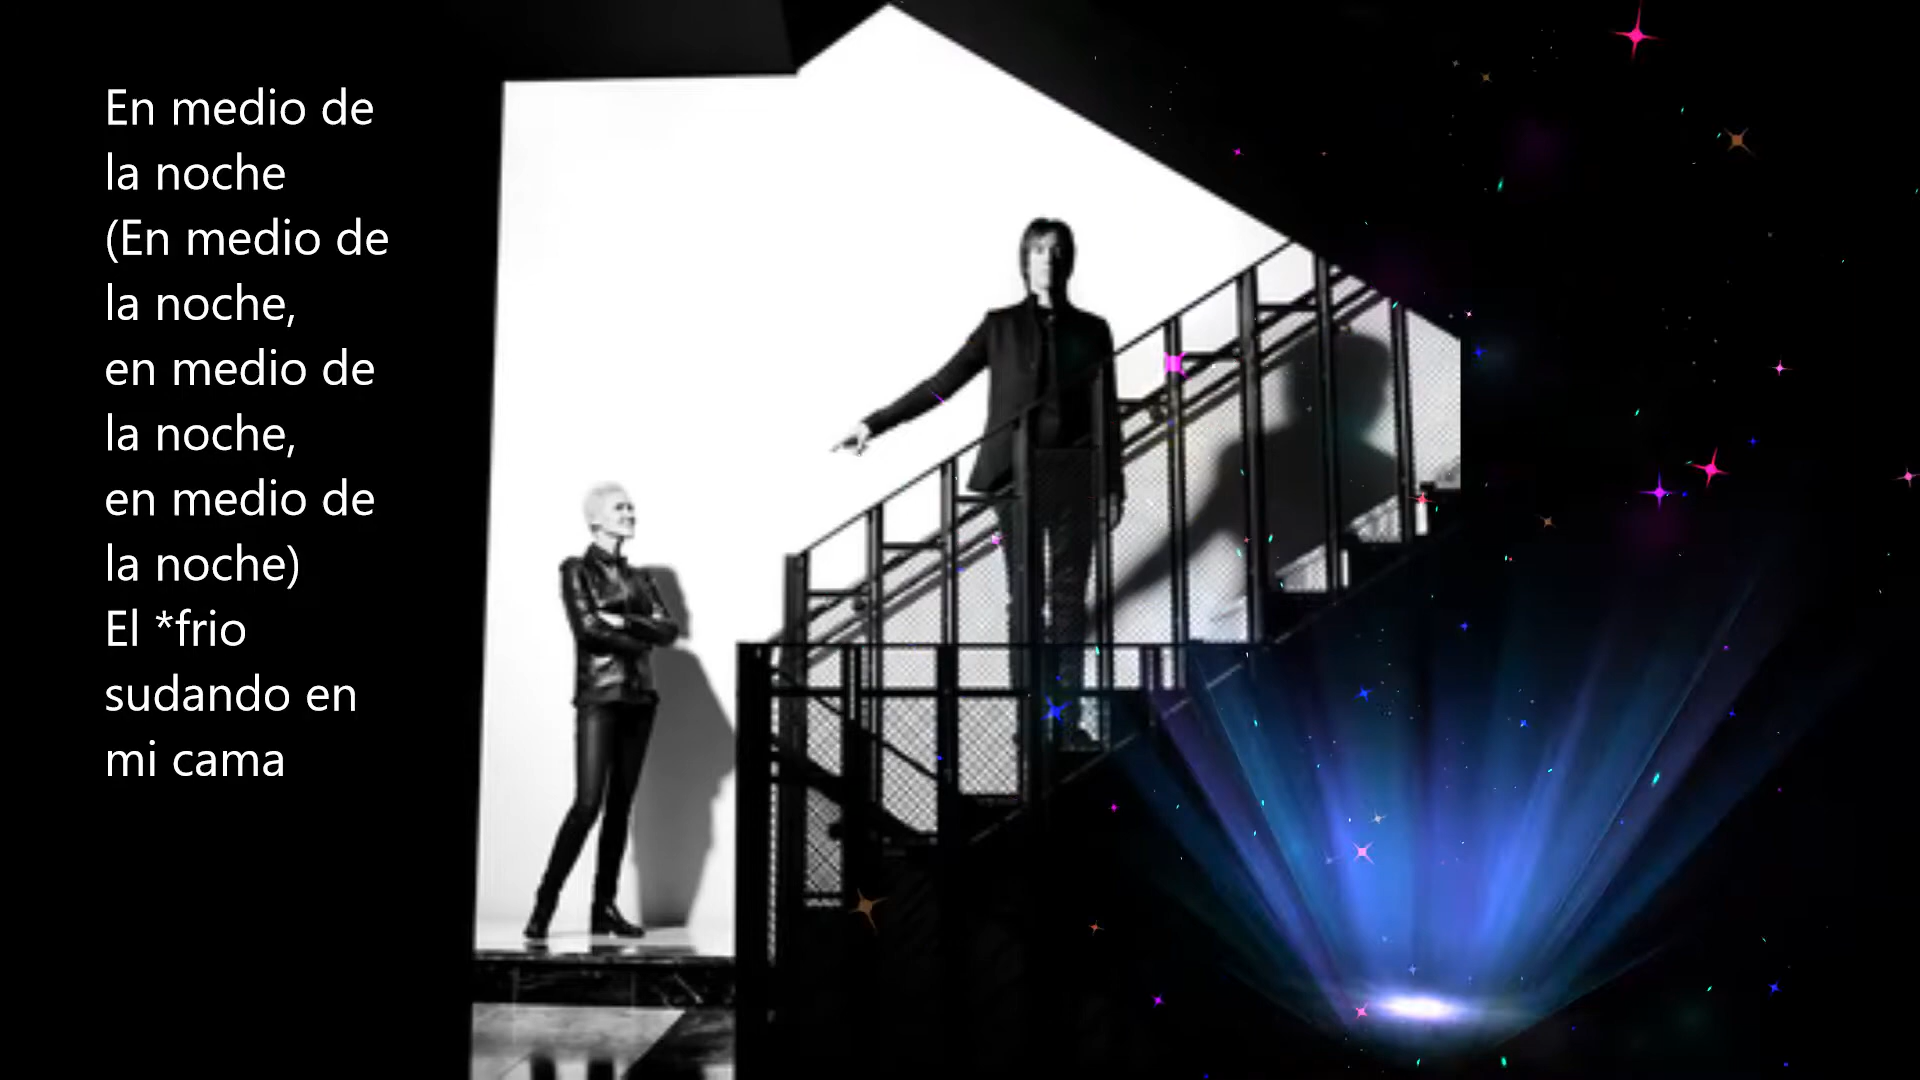 En medio de
la noche
(En medio de
la noche,
en medio de
la noche,
en medio de
la noche)
El *frio
sudando en
mi cama